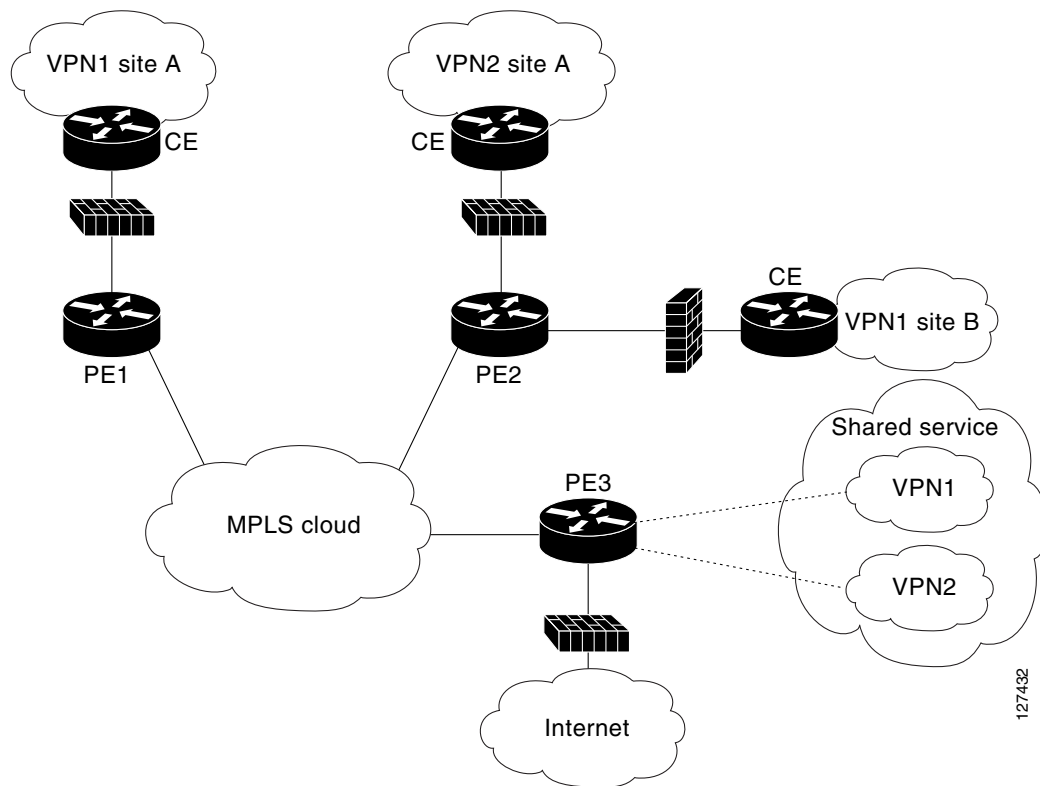 VPN1 site A
VPN2 site A
CE
CE
CE
VPN1 site B
PE1
PE2
Shared service
VPN1
PE3
MPLS cloud
VPN2
Internet
127432